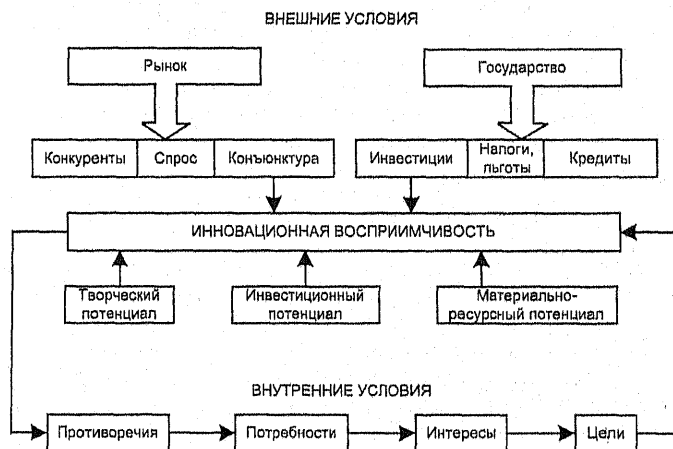 ВНЕШНИЕ УСЛОВИЯ
Рынок
Государство
Конкуренты
Спрос
Конъюнктура
Инвестиции
Налоги,
льготы
Кредиты
ИННОВАЦИОННАЯ ВОСПРИИМЧИВОСТЬ
Творческий
потенциал
Инвестиционный
потенциал
Материально-
ресурсный потенциал
ВНУТРЕННИЕ УСЛОВИЯ
Противоречия
Потребности
Интересы
Цели